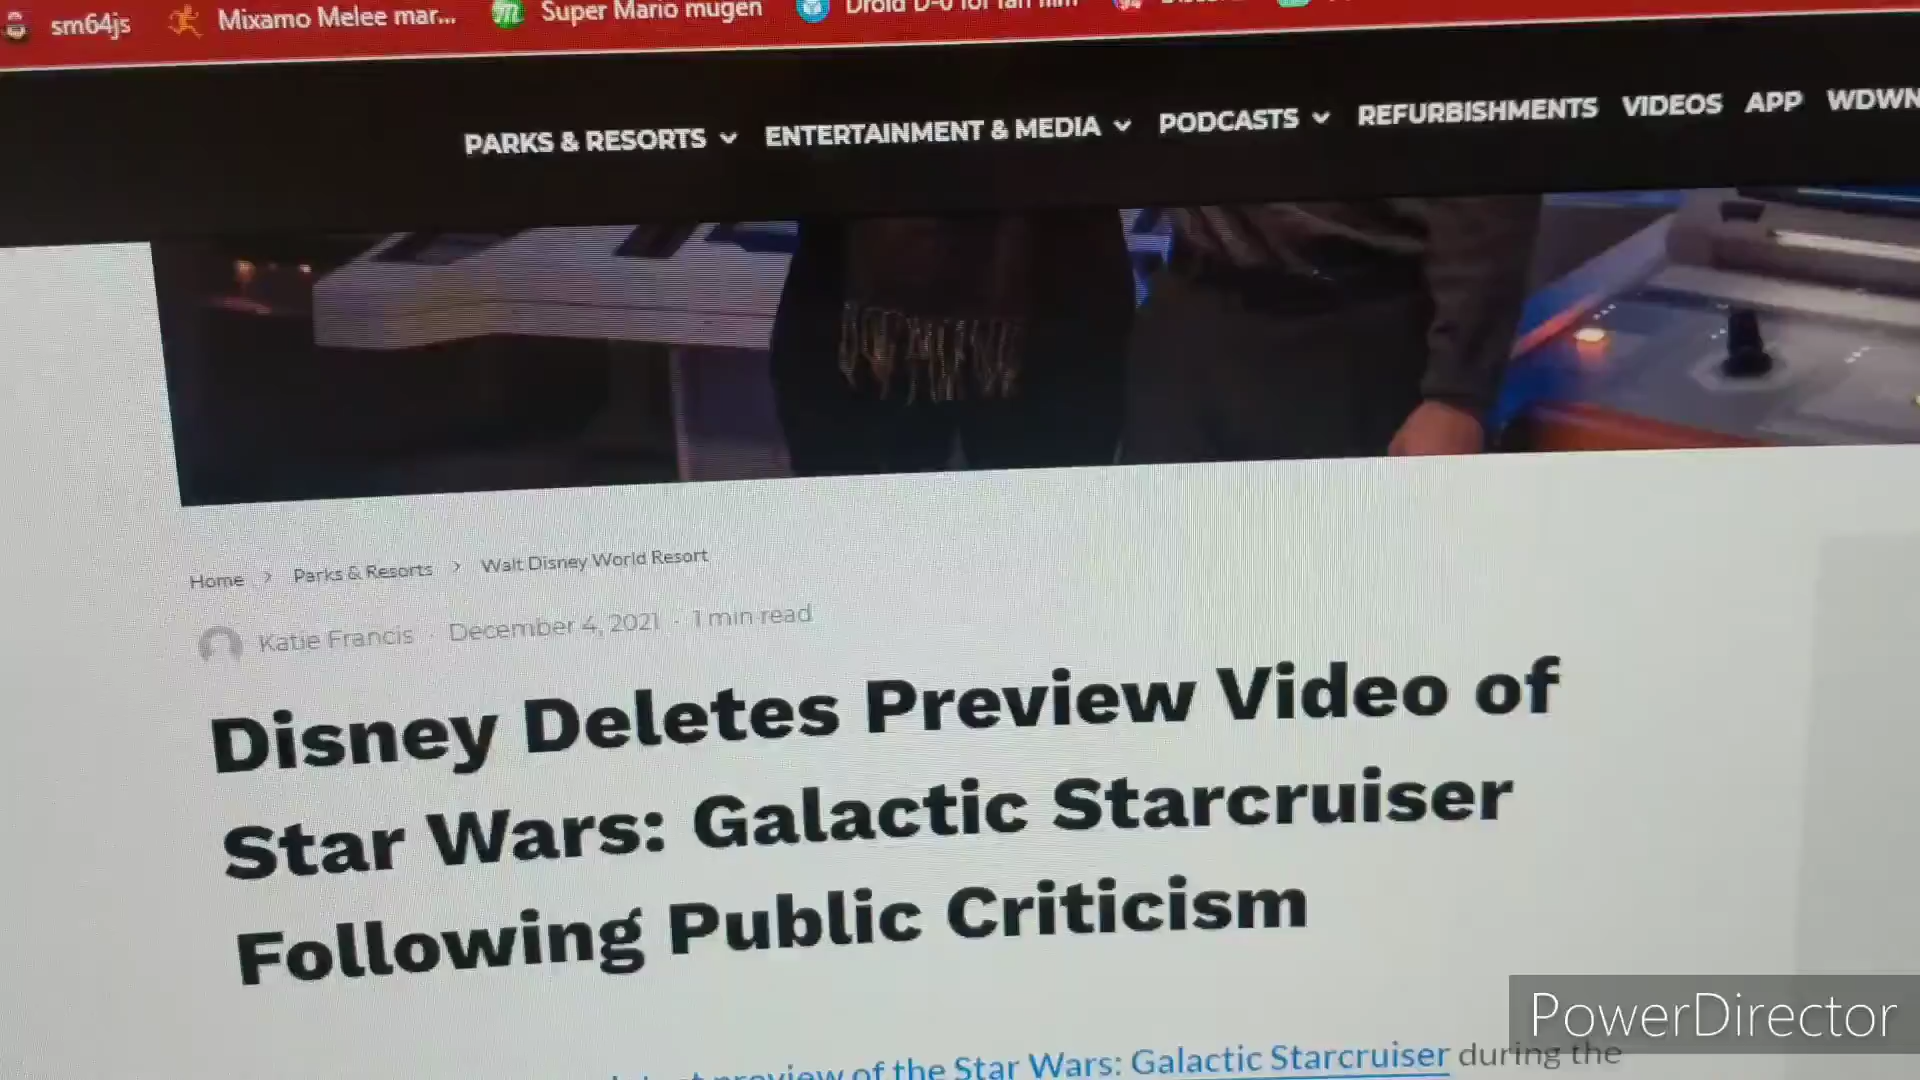 sm64js Mixamo Melee mar... Super Mario mugen Droid D-0 for fan film
PARKS & RESORTS ENTERTAINMENT & MEDIA PODCASTS REFURBISHMENTS VIDEOS APP WDWN
Home > Parks & Resorts > Walt Disney World Resort
Katie Francis · December 4, 2021 · 1 min read
Disney Deletes Preview Video of
Star Wars: Galactic Starcruiser
Following Public Criticism
preview of the Star Wars: Galactic Starcruiser during the
PowerDirector